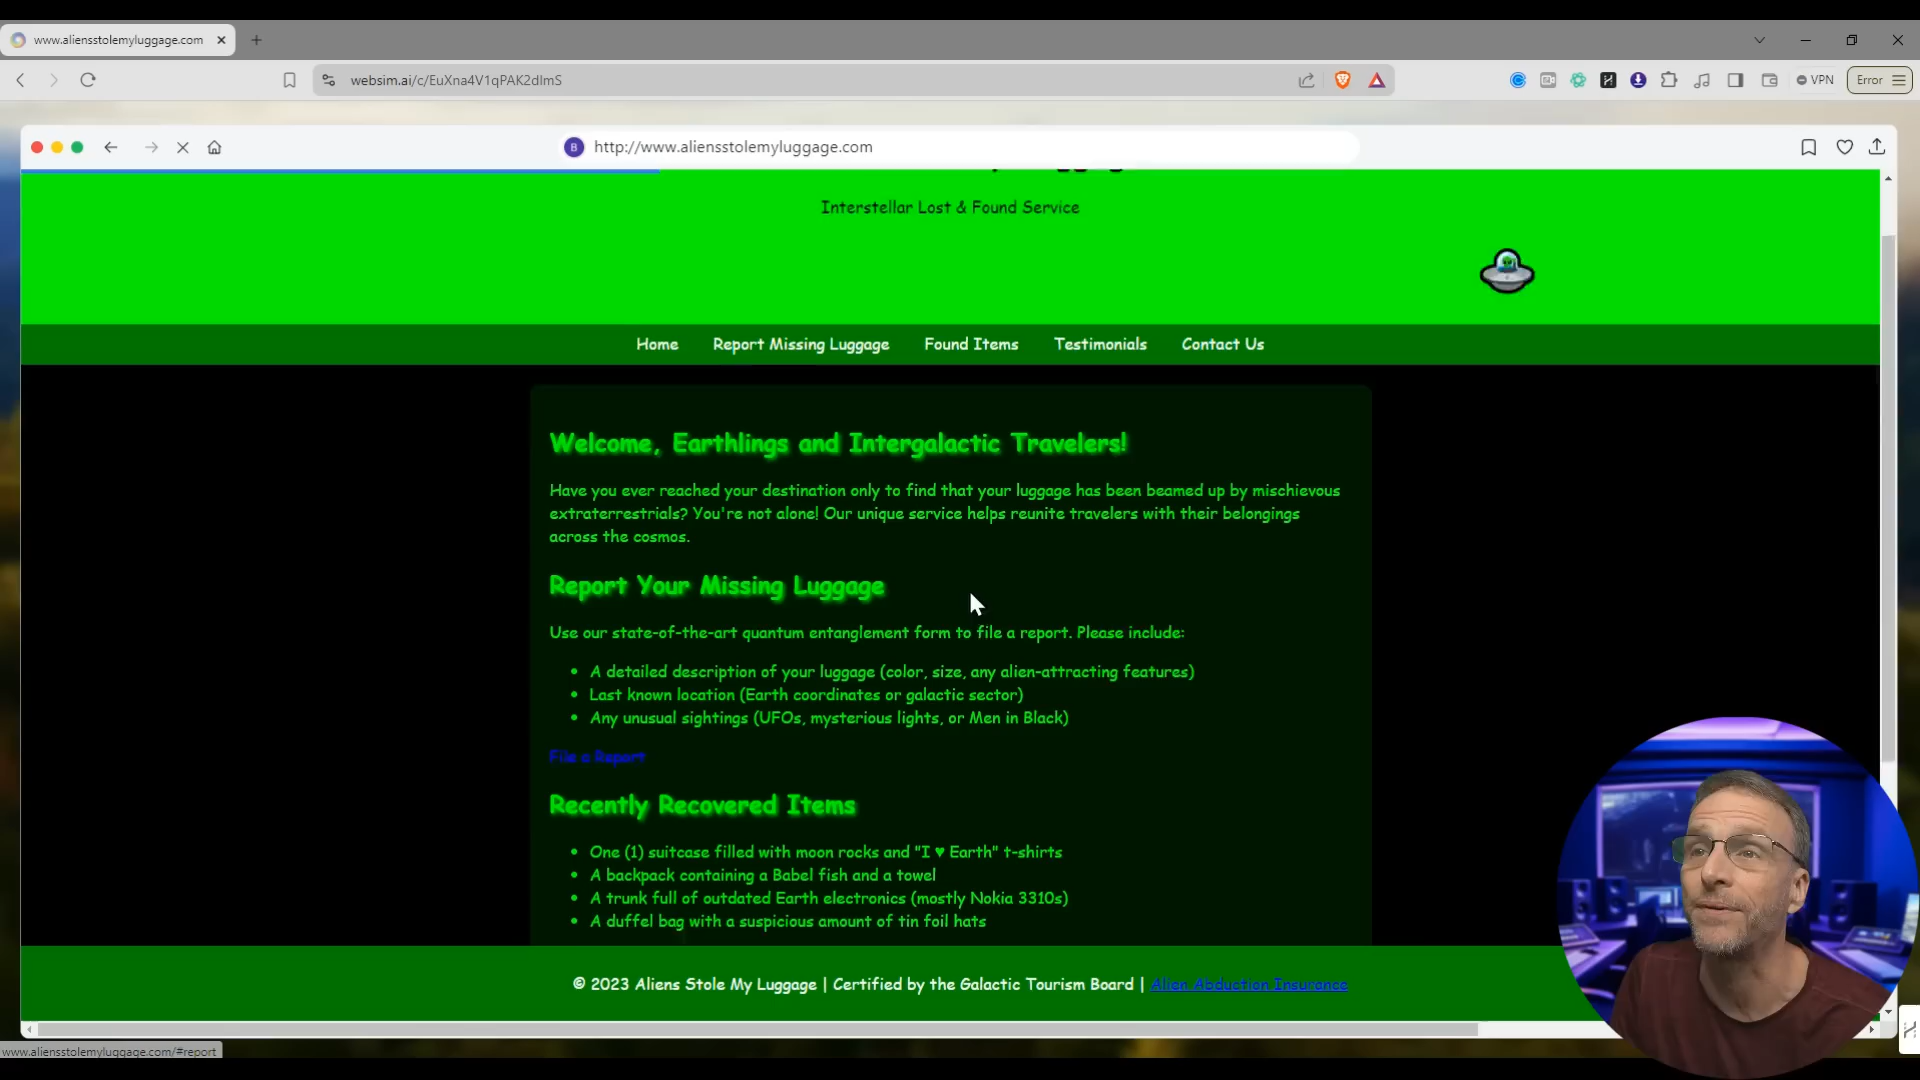 www.aliensstolemyluggage.com
websim.ai/c/EuXna4V1qPAK2dImS
VPN
Error
B
http://www.aliensstolemyluggage.com
Interstellar Lost & Found Service
Home Report Missing Luggage Found Items Testimonials Contact Us
Welcome, Earthlings and Intergalactic Travelers!
Have you ever reached your destination only to find that your luggage has been beamed up by mischievous
extraterrestrials? You're not alone! Our unique service helps reunite travelers with their belongings
across the cosmos.
Report Your Missing Luggage
Use our state-of-the-art quantum entanglement form to file a report. Please include:
• A detailed description of your luggage (color, size, any alien-attracting features)
• Last known location (Earth coordinates or galactic sector)
• Any unusual sightings (UFOs, mysterious lights, or Men in Black)
File a Report
Recently Recovered Items
• One (1) suitcase filled with moon rocks and "I ♥ Earth" t-shirts
• A backpack containing a Babel fish and a towel
• A trunk full of outdated Earth electronics (mostly Nokia 3310s)
• A duffel bag with a suspicious amount of tin foil hats
© 2023 Aliens Stole My Luggage | Certified by the Galactic Tourism Board | Alien Abduction Insurance
www.aliensstolemyluggage.com/#report